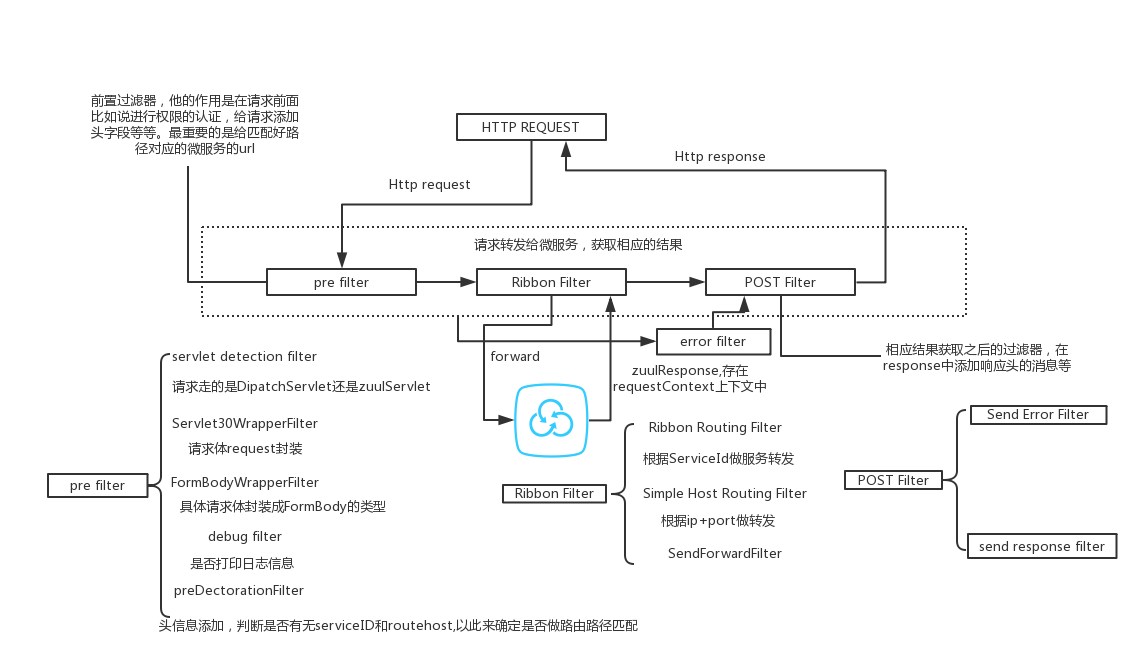 前置过滤器，他的作用是在请求前面
比如说进行权限的认证，给请求添加
头字段等等。最重要的是给匹配好路
径对应的微服务的url
HTTP REQUEST
Http request
Http response
请求转发给微服务，获取相应的结果
pre filter
Ribbon Filter
POST Filter
error filter
forward
zuulResponse,存在
requestContext上下文中
相应结果获取之后的过滤器，在
response中添加响应头的消息等
pre filter
servlet detection filter
请求走的是DipatchServlet还是zuulServlet
Servlet30WrapperFilter
请求体request封装
FormBodyWrapperFilter
具体请求体封装成FormBody的类型
debug filter
是否打印日志信息
preDectorationFilter
头信息添加，判断是否有无serviceID和routehost,以此来确定是否做路由路径匹配
Ribbon Filter
Ribbon Routing Filter
根据ServiceId做服务转发
Simple Host Routing Filter
根据ip+port做转发
SendForwardFilter
POST Filter
Send Error Filter
send response filter